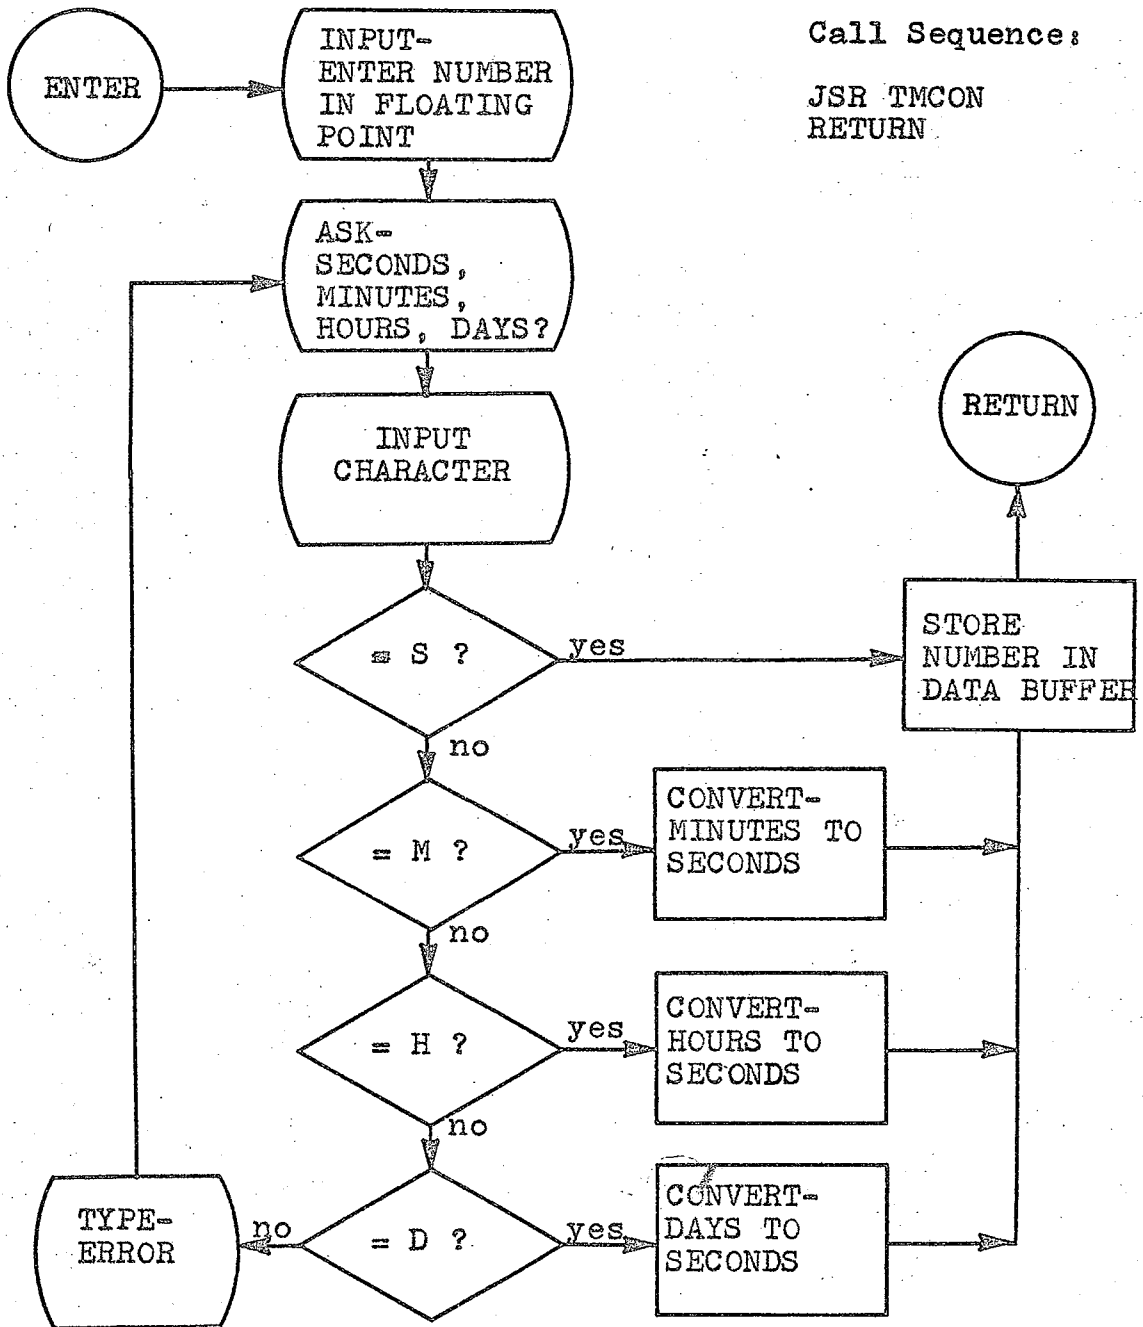 ENTER
INPUT-
ENTER NUMBER
IN FLOATING
POINT
Call Sequence:
JSR TMCON
RETURN
ASK-
SECONDS,
MINUTES,
HOURS, DAYS?
INPUT
CHARACTER
RETURN
= S ?
yes
STORE
NUMBER IN
DATA BUFFER
no
= M ?
yes
CONVERT-
MINUTES TO
SECONDS
no
= H ?
yes
CONVERT-
HOURS TO
SECONDS
no
TYPE-
ERROR
no
= D ?
yes
CONVERT-
DAYS TO
SECONDS